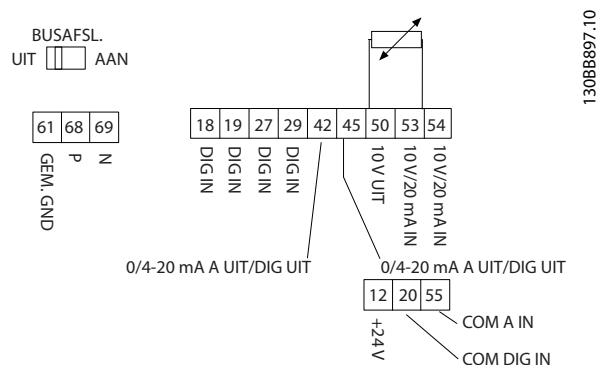 BUSAFSL.
UIT AAN
130BB897.10
61 68 69
GEM. GND
P
N
18 19 27 29 42 45 50 53 54
DIG IN
DIG IN
DIG IN
DIG IN
10 V UIT
10 V/20 mA IN
10 V/20 mA IN
0/4-20 mA A UIT/DIG UIT
0/4-20 mA A UIT/DIG UIT
12 20 55
+24 V
COM A IN
COM DIG IN